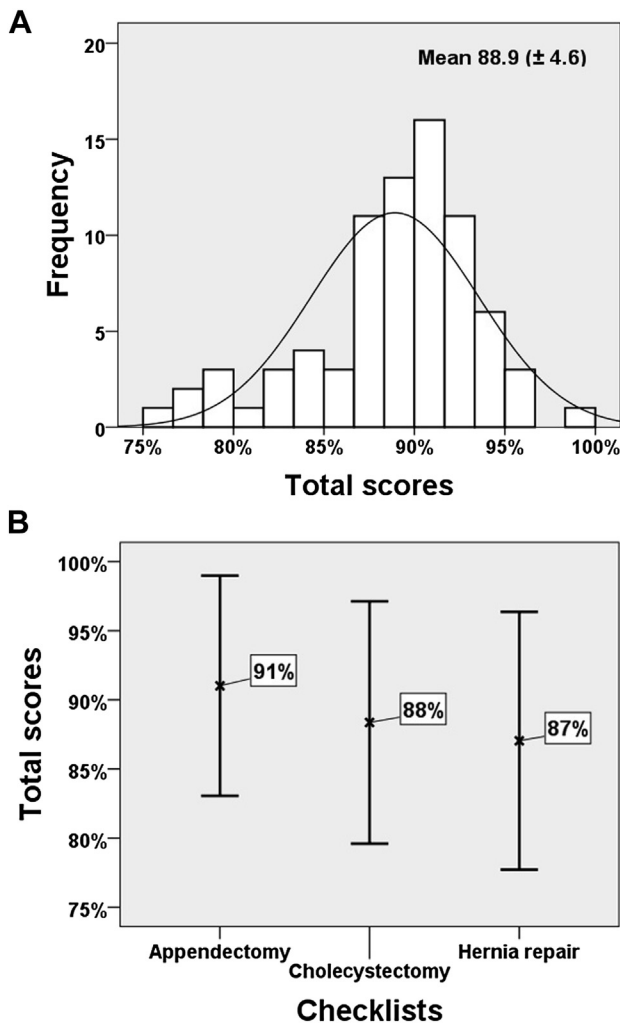 A
Mean 88.9 (± 4.6)
Frequency
20
15
10
5
0
75% 80% 85% 90% 95% 100%
Total scores
B
Total scores
100%
95%
90%
85%
80%
75%
91%
88%
87%
Appendectomy
Cholecystectomy
Hernia repair
Checklists